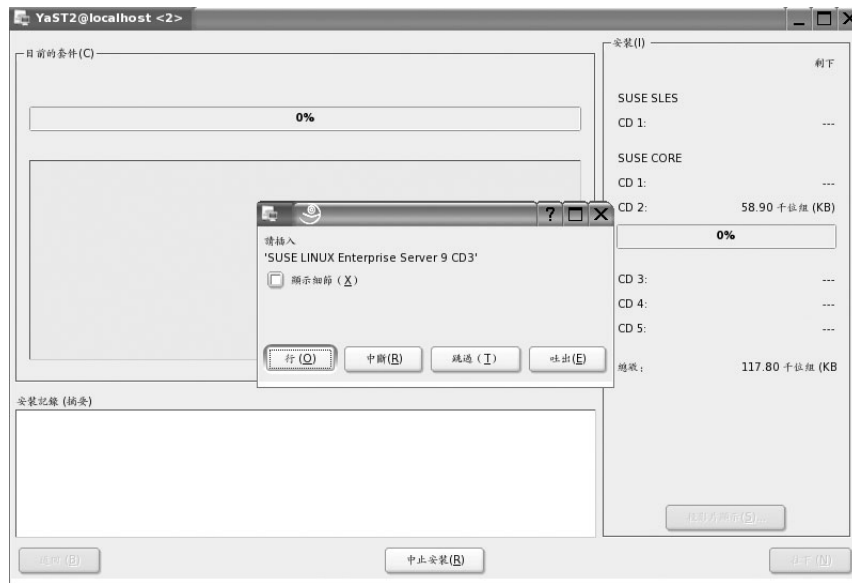 YaST2@localhost <2>
目前的套件(C)
0%
安裝記錄 (摘要)
請插入
'SUSE LINUX Enterprise Server 9 CD3'
顯示細節 (X)
行(O)
中斷(R)
跳過 (T)
吐出(E)
安裝(I)
剩下
SUSE SLES
CD 1: ---
SUSE CORE
CD 1: ---
CD 2: 58.90 千位組 (KB)
0%
CD 3: ---
CD 4: ---
CD 5: ---
117.80 千位組 (KB
(B)
中止安裝(R)
(N)